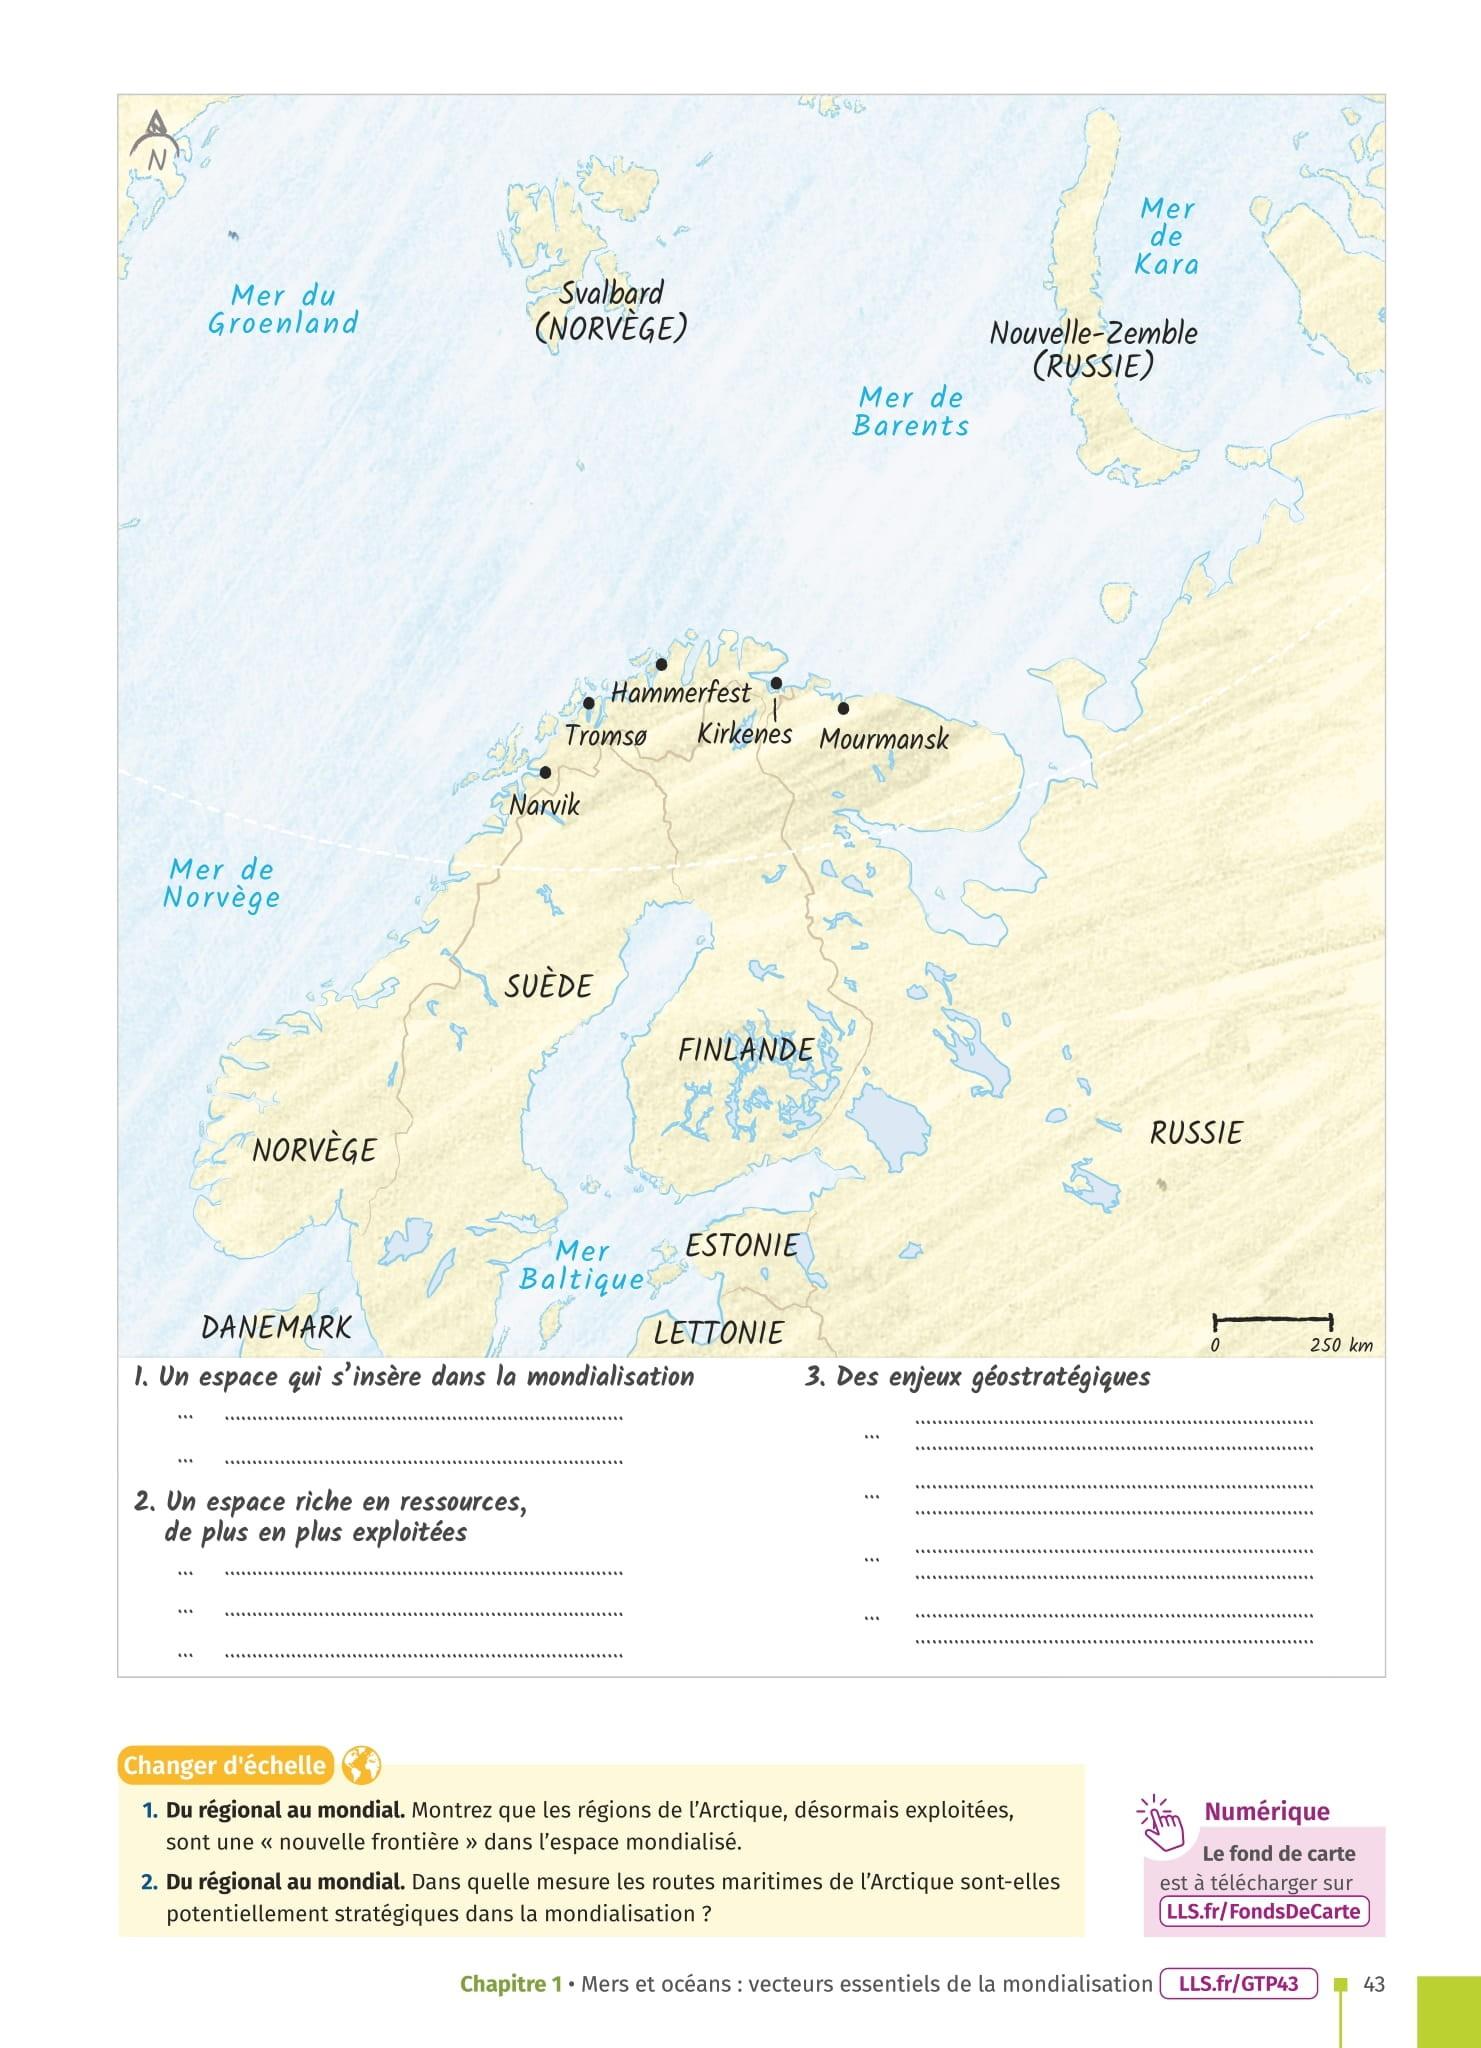 N
Mer du
Groenland
Svalbard
(NORVÈGE)
Mer
de
Kara
Nouvelle-Zemble
(RUSSIE)
Mer de
Barents
Hammerfest
Tromsø
Kirkenes
Mourmansk
Narvik
Mer de
Norvège
SUÈDE
FINLANDE
NORVÈGE
RUSSIE
ESTONIE
Mer
Baltique
DANEMARK
LETTONIE
0 250 km
1. Un espace qui s'insère dans la mondialisation
... ........................................................................
... ........................................................................
2. Un espace riche en ressources,
de plus en plus exploitées
... ........................................................................
... ........................................................................
... ........................................................................
3. Des enjeux géostratégiques
........................................................................
...
........................................................................
........................................................................
...
........................................................................
........................................................................
...
........................................................................
........................................................................
...
........................................................................
Changer d'échelle
1. Du régional au mondial. Montrez que les régions de l'Arctique, désormais exploitées,
sont une « nouvelle frontière » dans l'espace mondialisé.
2. Du régional au mondial. Dans quelle mesure les routes maritimes de l'Arctique sont-elles
potentiellement stratégiques dans la mondialisation ?
Numérique
Le fond de carte
est à télécharger sur
LLS.fr/FondsDeCarte
Chapitre 1 • Mers et océans : vecteurs essentiels de la mondialisation LLS.fr/GTP43 43